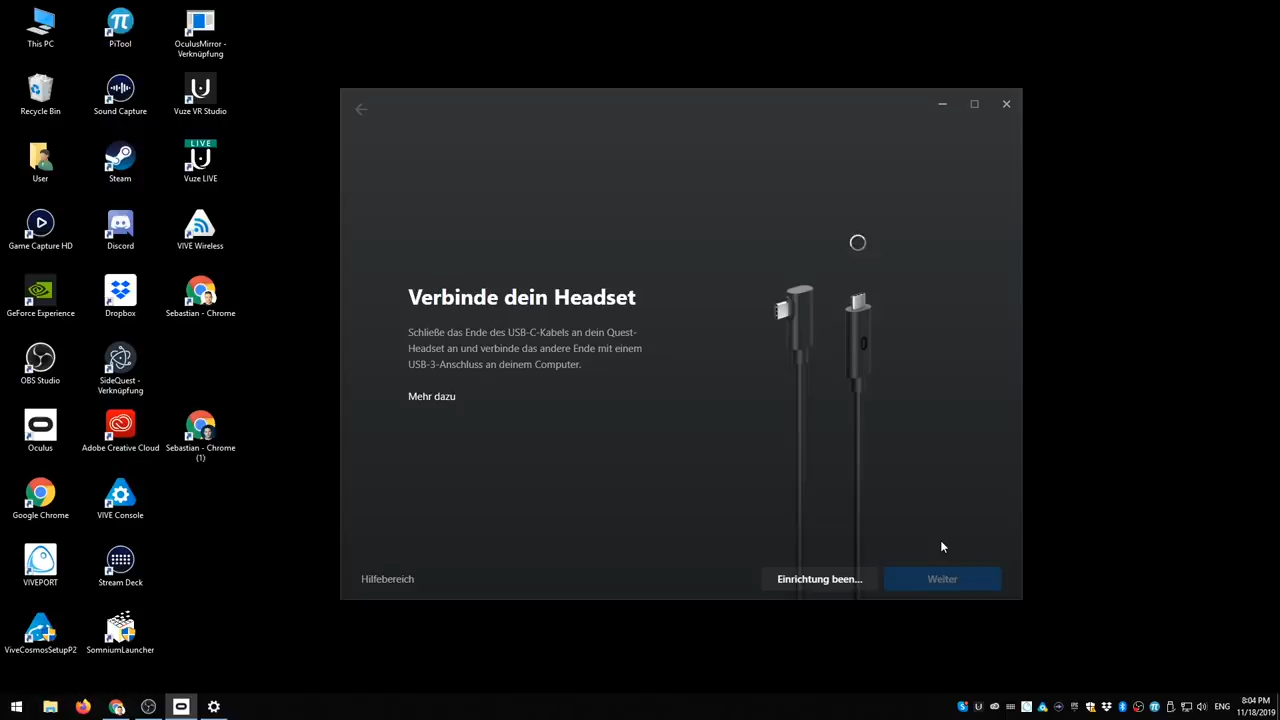 This PC
PiTool
OculusMirror -
Verknüpfung
Recycle Bin
Sound Capture
Vuze VR Studio
LIVE
User
Steam
Vuze LIVE
Game Capture HD
Discord
VIVE Wireless
GeForce Experience
Dropbox
Sebastian - Chrome
OBS Studio
SideQuest -
Verknüpfung
Oculus
Adobe Creative Cloud
Sebastian - Chrome
(1)
Google Chrome
VIVE Console
VIVEPORT
Stream Deck
ViveCosmosSetupP2
SomniumLauncher
Verbinde dein Headset
Schließe das Ende des USB-C-Kabels an dein Quest-
Headset an und verbinde das andere Ende mit einem
USB-3-Anschluss an deinem Computer.
Mehr dazu
Hilfebereich
Einrichtung been...
Weiter
ENG
8:04 PM
11/18/2019